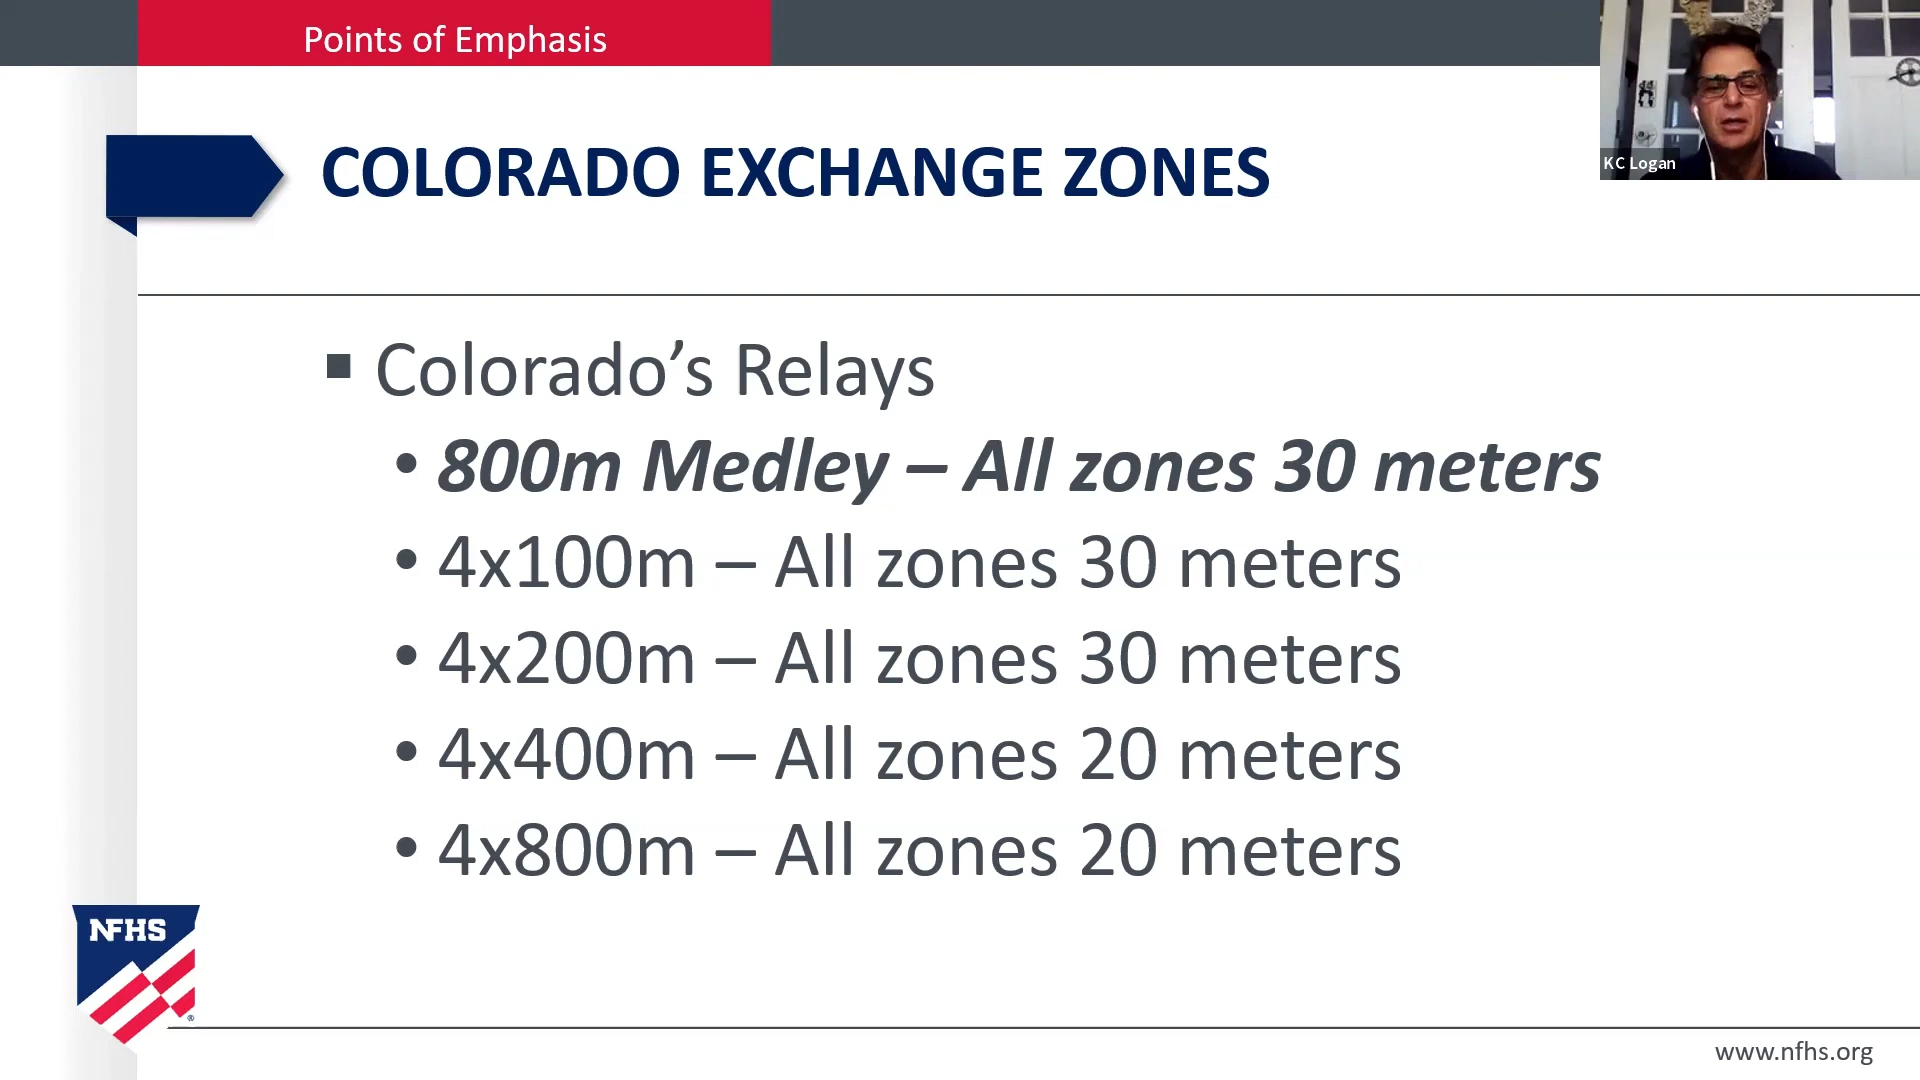 Points of Emphasis
KC Logan
COLORADO EXCHANGE ZONES
Colorado’s Relays
800m Medley – All zones 30 meters
4x100m – All zones 30 meters
4x200m – All zones 30 meters
4x400m – All zones 20 meters
4x800m – All zones 20 meters
NFHS
®
www.nfhs.org